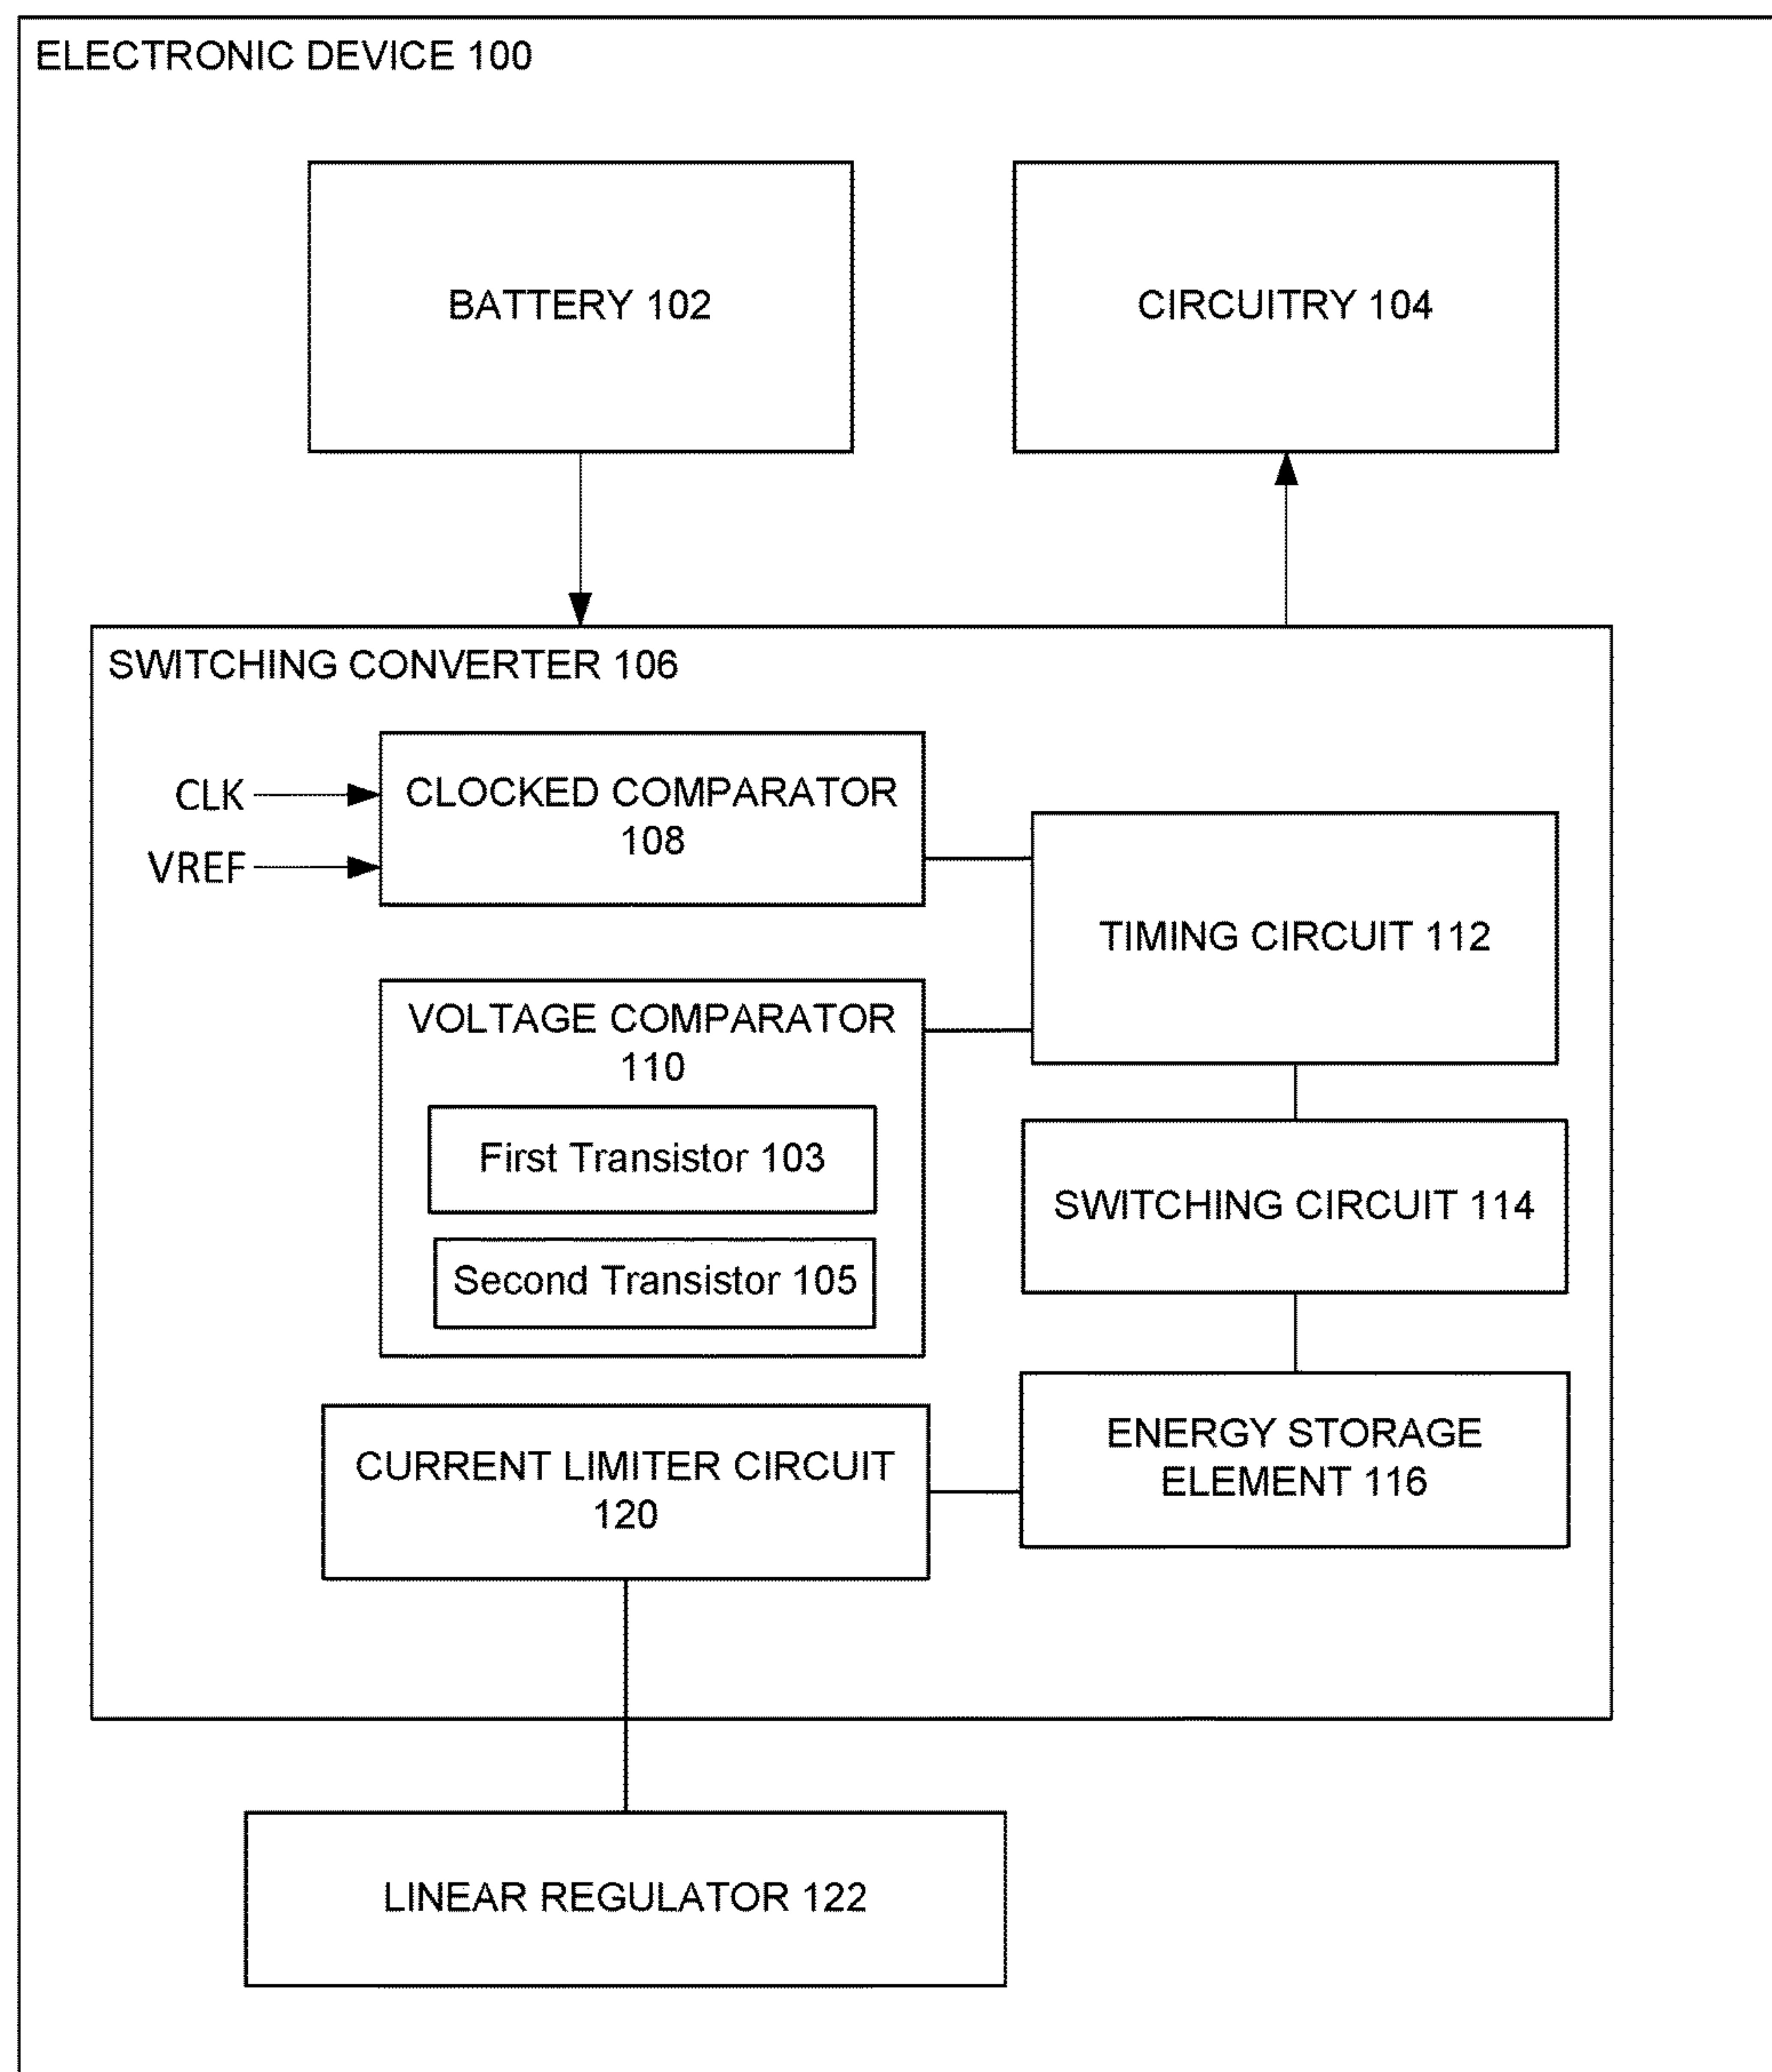 ELECTRONIC DEVICE 100
BATTERY 102
CIRCUITRY 104
SWITCHING CONVERTER 106
CLK
VREF
CLOCKED COMPARATOR
108
TIMING CIRCUIT 112
VOLTAGE COMPARATOR
110
First Transistor 103
Second Transistor 105
SWITCHING CIRCUIT 114
CURRENT LIMITER CIRCUIT
120
ENERGY STORAGE
ELEMENT 116
LINEAR REGULATOR 122